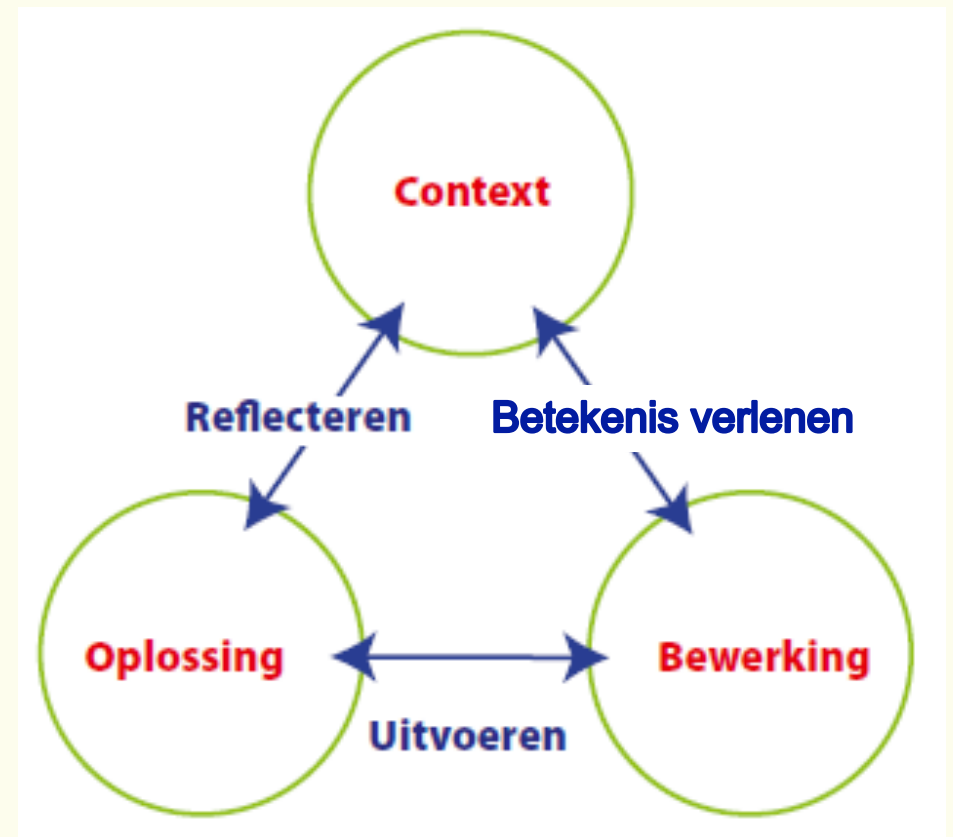 Context
Reflecteren
Betekenis verlenen
Oplossing
Bewerking
Uitvoeren